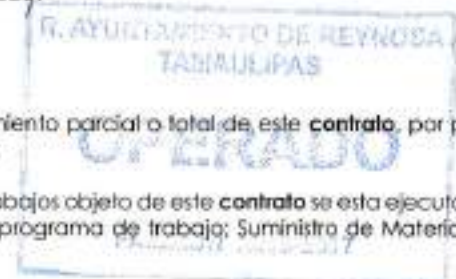 R. AYUNTAMIENTO DE REYNOSA
TAMAULIPAS
miento parcial o total de este contrato, por p
OPERADO
abajos objeto de este contrato se esta ejecuta
programa de trabajo; Suministro de Materia